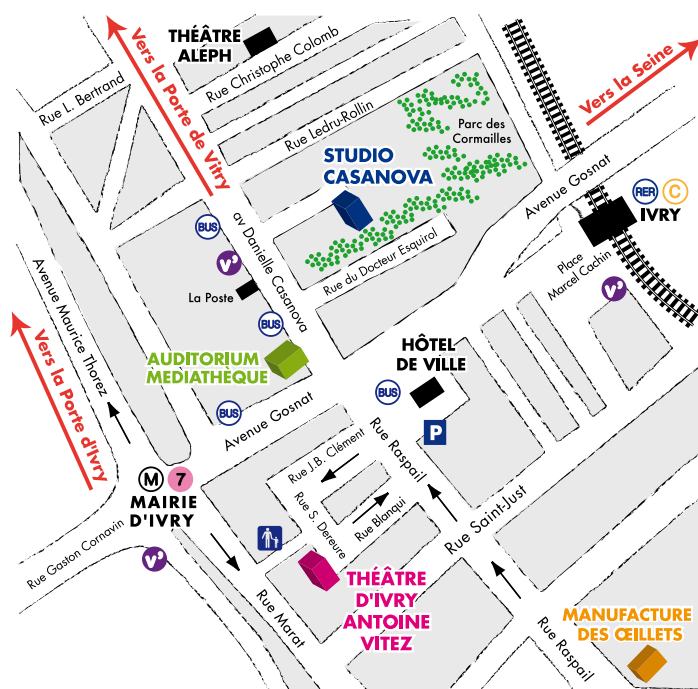 THÉÂTRE
ALEPH
Rue Christophe Colomb
Vers la Porte de Vitry
Vers la Seine
Rue L. Bertrand
Rue Ledru-Rollin
Parc des
Cormailles
STUDIO
CASANOVA
Avenue Gosnat
RER C
IVRY
BUS
av Danielle Casanova
V'
Rue du Docteur Esquirol
Place
Marcel Cachin
V'
La Poste
BUS
Avenue Maurice Thorez
Vers la Porte d'Ivry
AUDITORIUM
MEDIATHÈQUE
HÔTEL
DE VILLE
BUS
BUS
Avenue Gosnat
P
Rue Raspail
Rue J.B. Clément
M 7
MAIRIE
D'IVRY
Rue S. Dereure
Rue Blanqui
Rue Saint-Just
Rue Gaston Cornavin
V'
THÉÂTRE
D'IVRY
ANTOINE
VITEZ
Rue Marat
MANUFACTURE
DES ŒILLETS
Rue Raspail